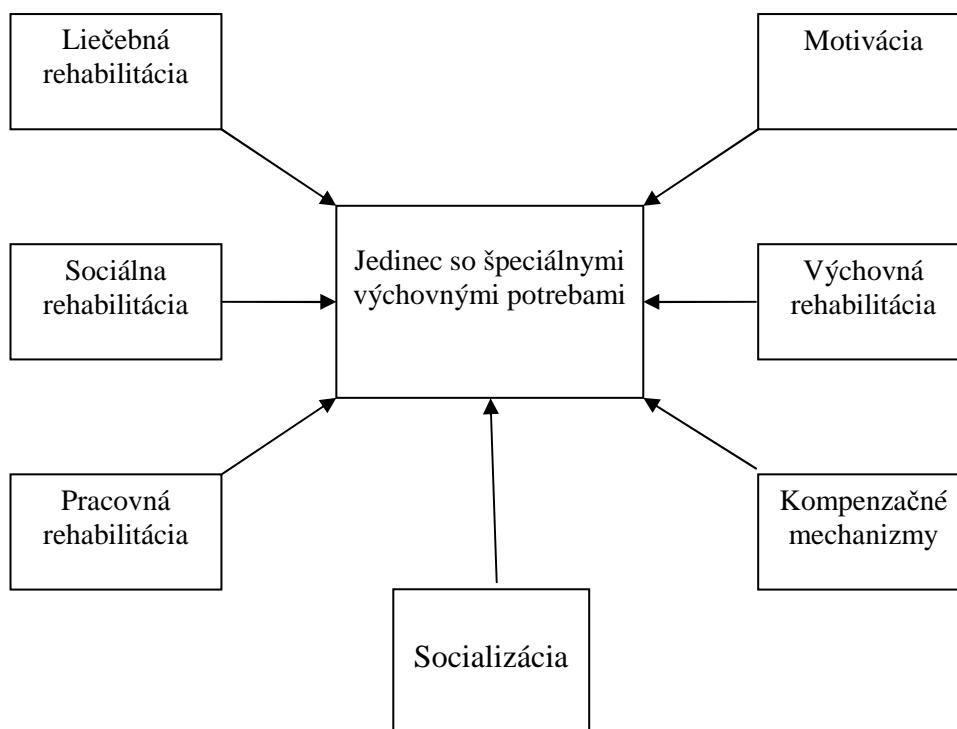 Liečebná
rehabilitácia
Motivácia
Jedinec so špeciálnymi
výchovnými potrebami
Sociálna
rehabilitácia
Výchovná
rehabilitácia
Pracovná
rehabilitácia
Kompenzačné
mechanizmy
Socializácia